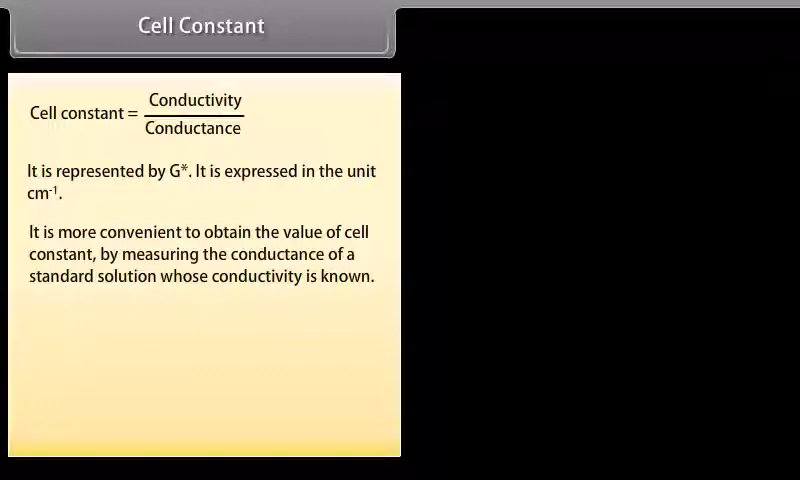 Cell Constant
Cell constant = Conductivity / Conductance
It is represented by G*. It is expressed in the unit
cm⁻¹.
It is more convenient to obtain the value of cell
constant, by measuring the conductance of a
standard solution whose conductivity is known.